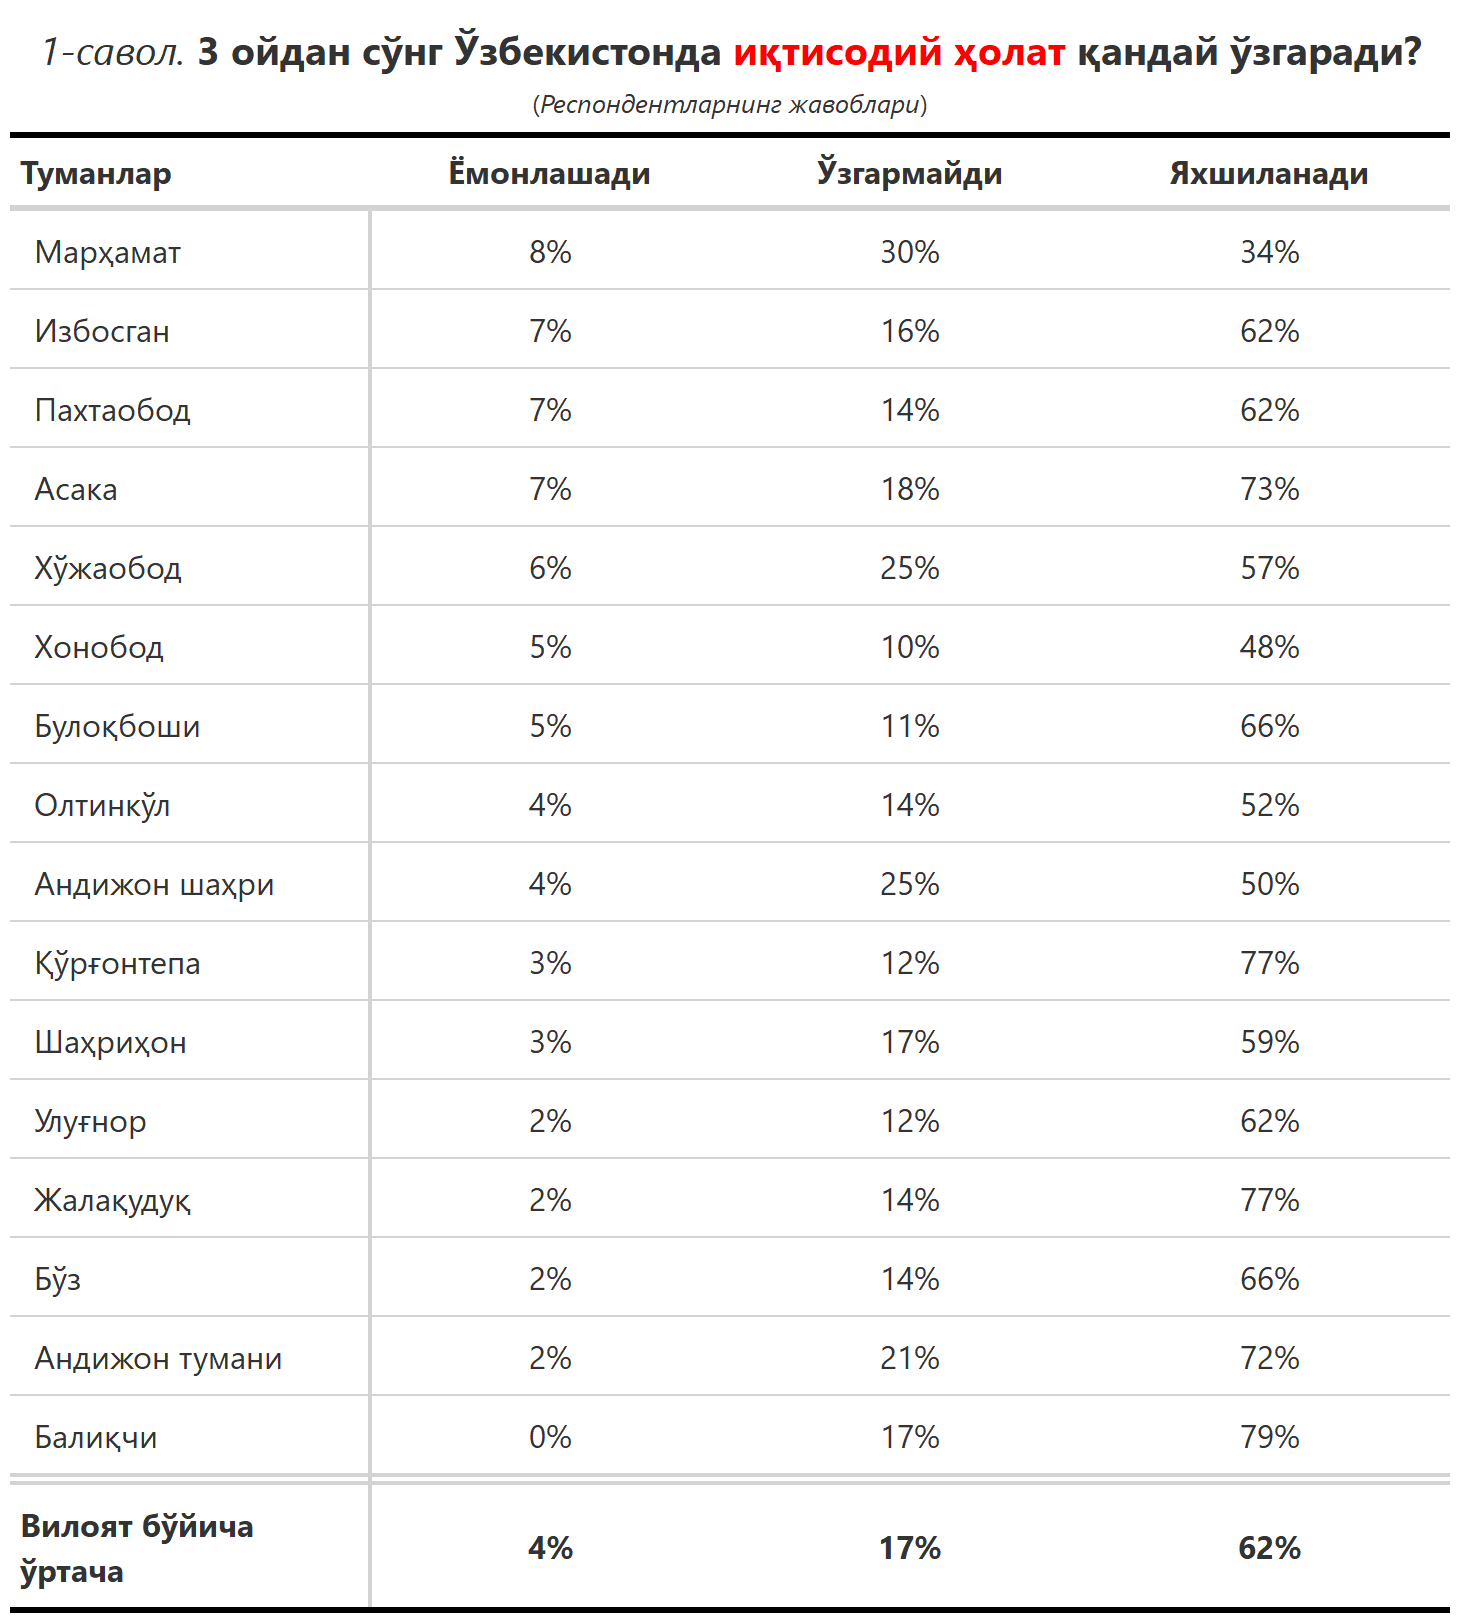 1-савол. 3 ойдан сўнг Ўзбекистонда иқтисодий ҳолат қандай ўзгаради?
(Респондентларнинг жавоблари)
Туманлар Ёмонлашади Ўзгармайди Яхшиланади
Марҳамат 8% 30% 34%
Избосган 7% 16% 62%
Пахтаобод 7% 14% 62%
Асака 7% 18% 73%
Хўжаобод 6% 25% 57%
Хонобод 5% 10% 48%
Булоқбоши 5% 11% 66%
Олтинкўл 4% 14% 52%
Андижон шаҳри 4% 25% 50%
Қўрғонтепа 3% 12% 77%
Шаҳриҳон 3% 17% 59%
Улуғнор 2% 12% 62%
Жалақудуқ 2% 14% 77%
Бўз 2% 14% 66%
Андижон тумани 2% 21% 72%
Балиқчи 0% 17% 79%
Вилоят бўйича
ўртача 4% 17% 62%